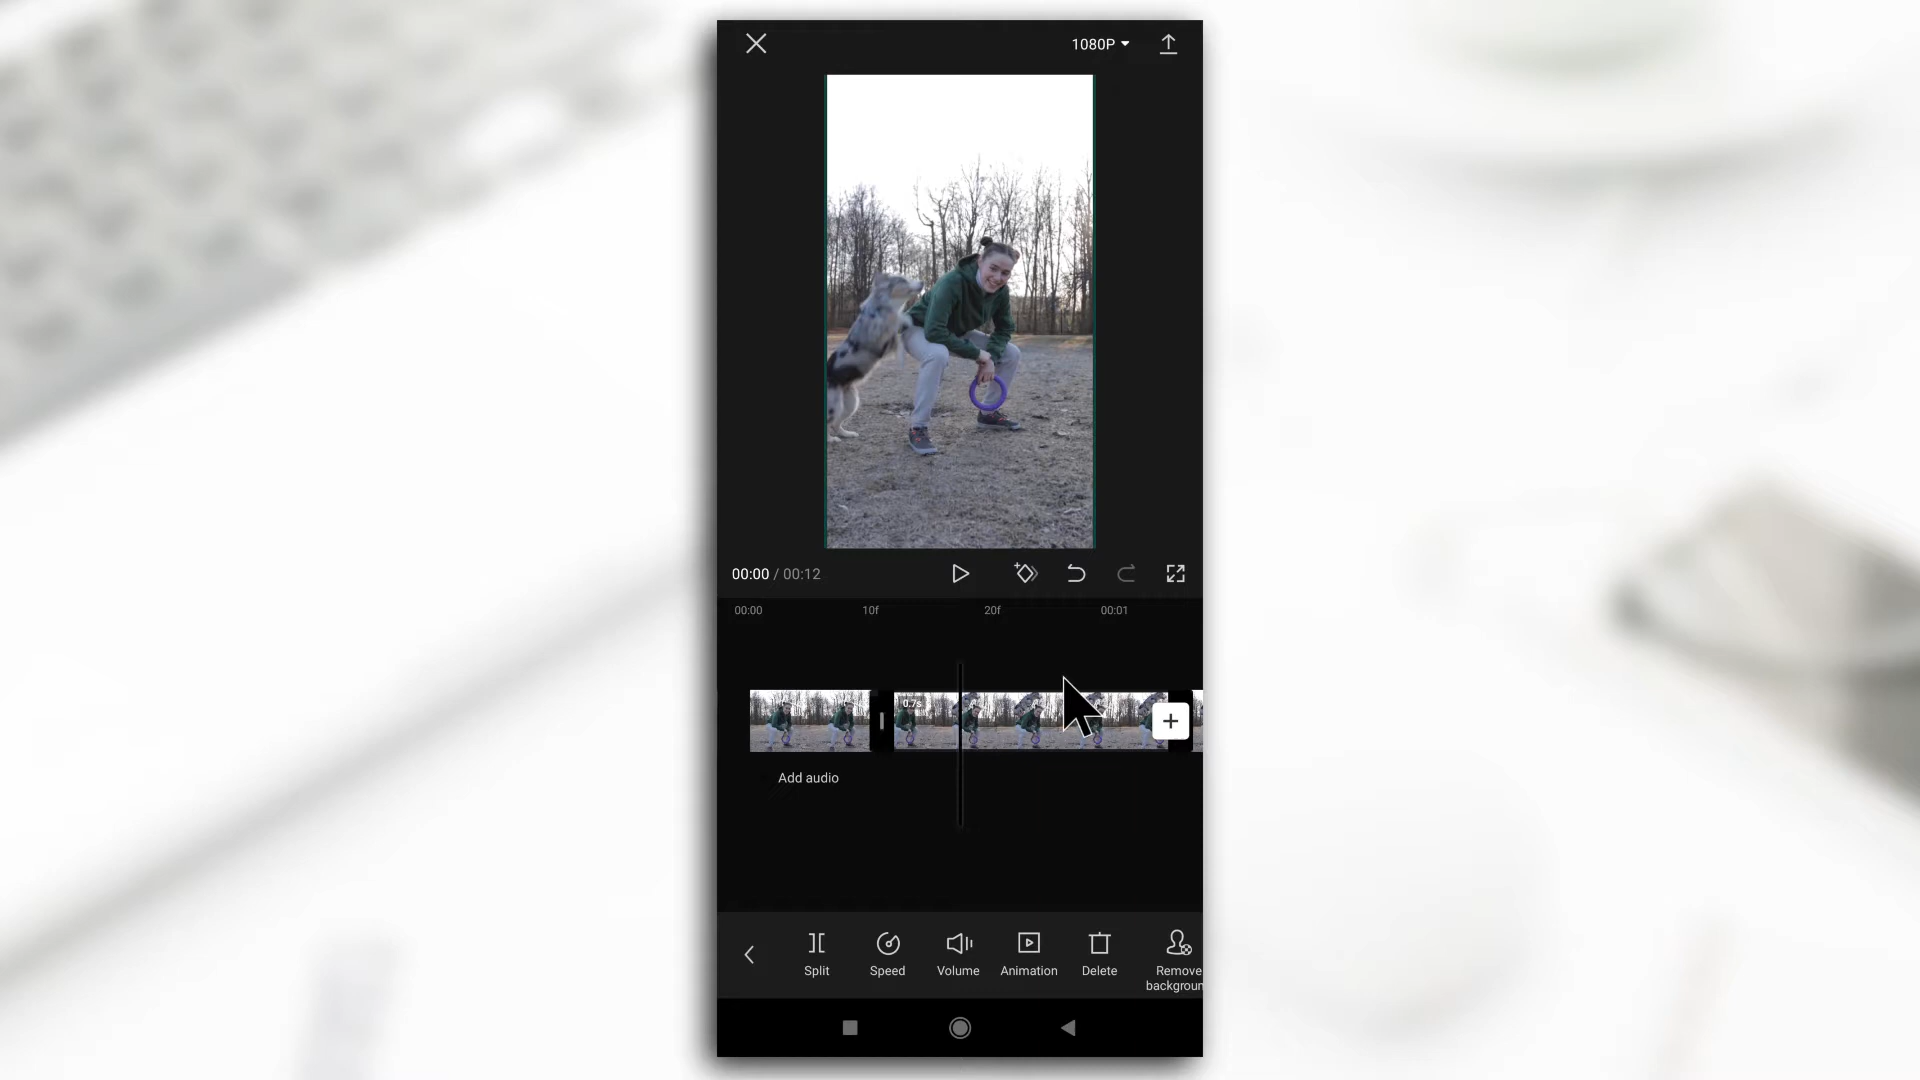 1080P
00:00 / 00:12
00:00 10f 20f 00:01
0.7s
Add audio
Split Speed Volume Animation Delete Remove
backgroun